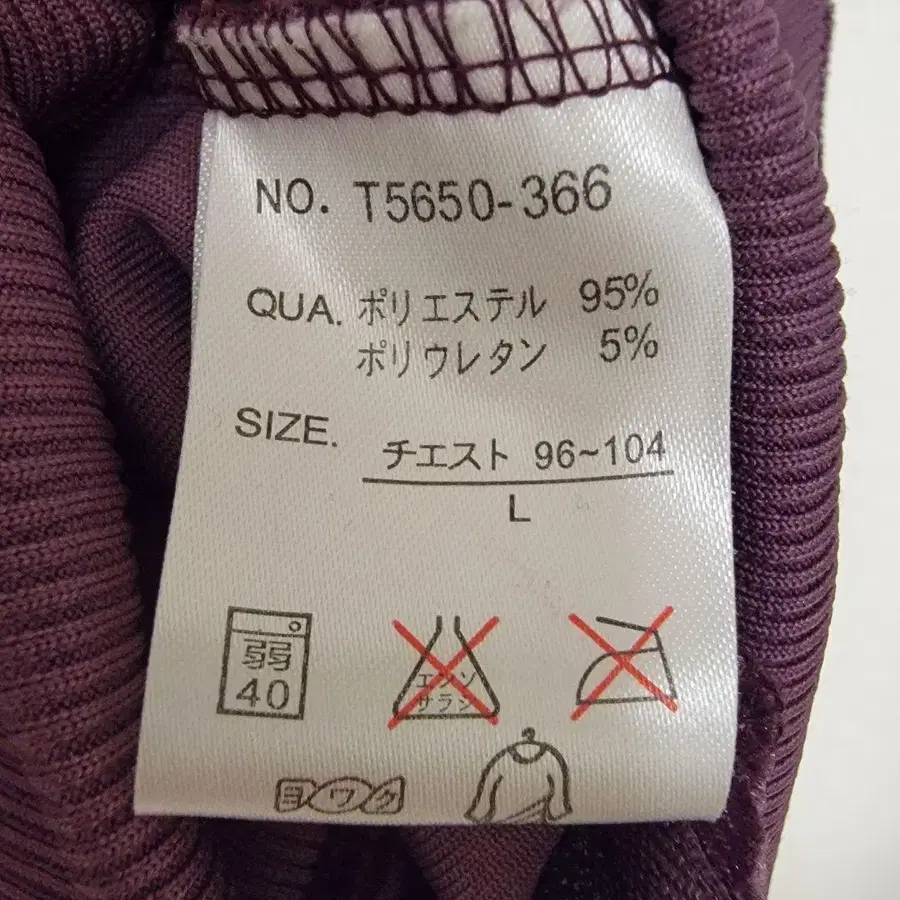 NO. T5650-366
QUA. ポリエステル 95%
ポリウレタン 5%
SIZE. チエスト 96~104
L
弱
40
エンソ
サラシ
ヨワク